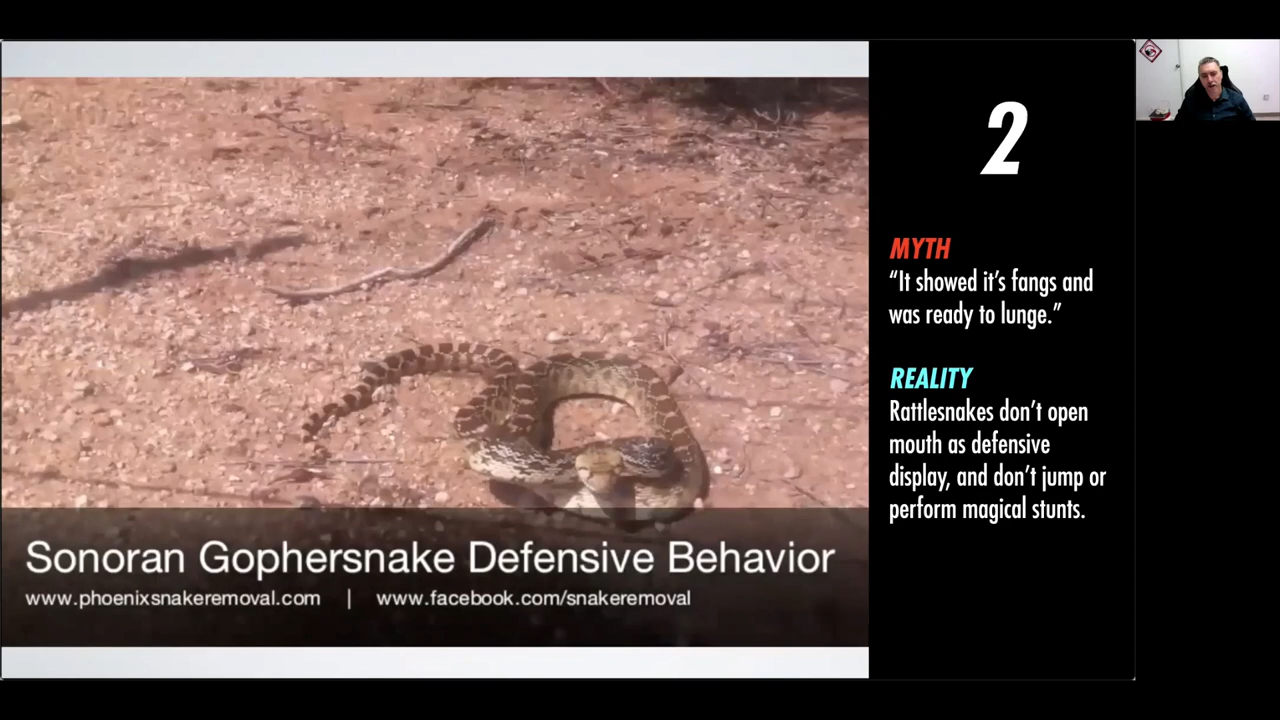 2
MYTH
“It showed it’s fangs and
was ready to lunge.”
REALITY
Rattlesnakes don’t open
mouth as defensive
display, and don’t jump or
perform magical stunts.
Sonoran Gophersnake Defensive Behavior
www.phoenixsnakeremoval.com | www.facebook.com/snakeremoval